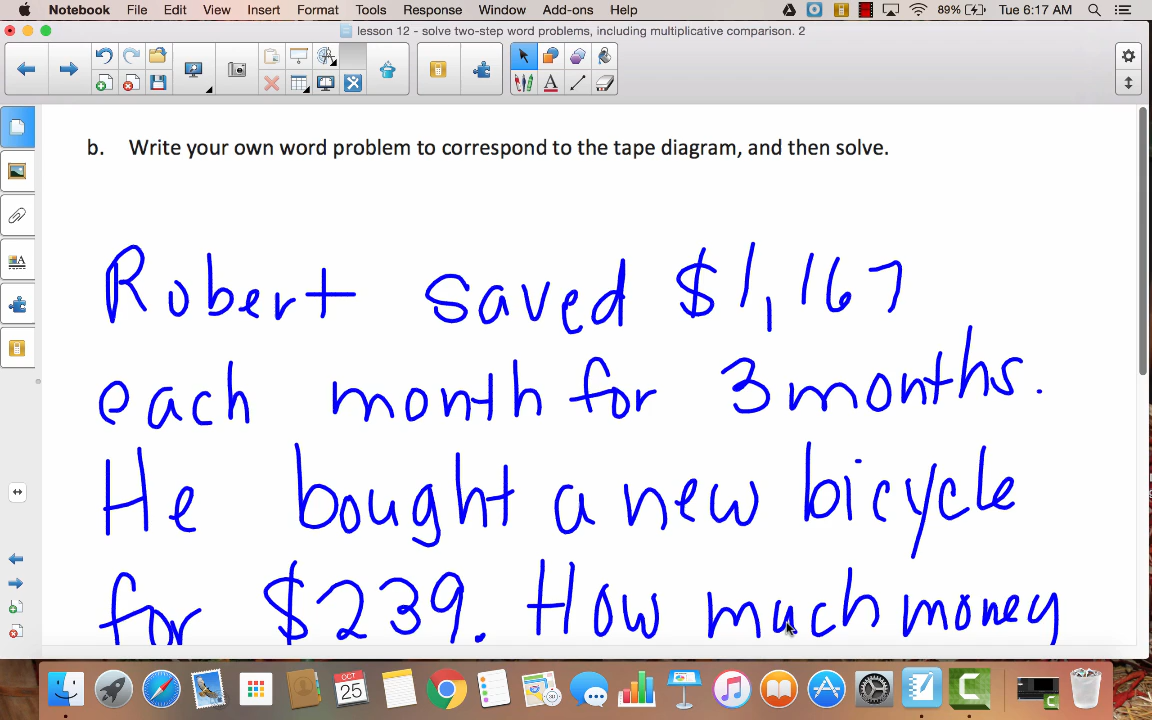 Notebook File Edit View Insert Format Tools Response Window Add-ons Help 89% Tue 6:17 AM
lesson 12 - solve two-step word problems, including multiplicative comparison. 2
b. Write your own word problem to correspond to the tape diagram, and then solve.
Robert saved $1,167
each month for 3 months.
He bought a new bicycle
for $239. How much money
OCT
25